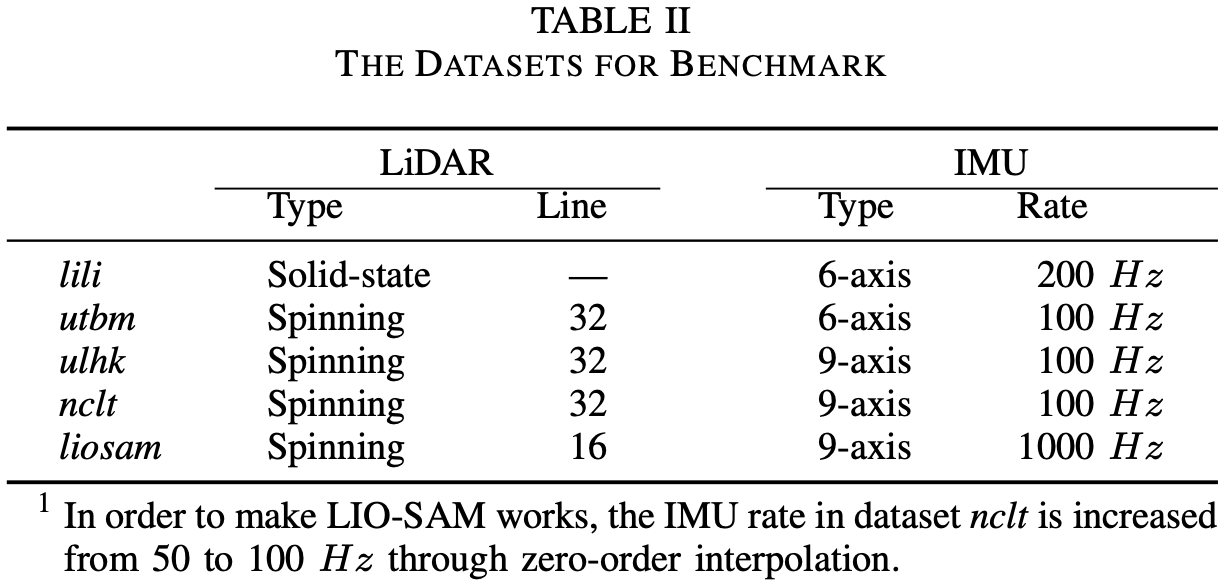 TABLE II
THE DATASETS FOR BENCHMARK
LiDAR IMU
Type Line Type Rate
lili Solid-state — 6-axis 200 Hz
utbm Spinning 32 6-axis 100 Hz
ulhk Spinning 32 9-axis 100 Hz
nclt Spinning 32 9-axis 100 Hz
liosam Spinning 16 9-axis 1000 Hz
1 In order to make LIO-SAM works, the IMU rate in dataset nclt is increased
from 50 to 100 Hz through zero-order interpolation.